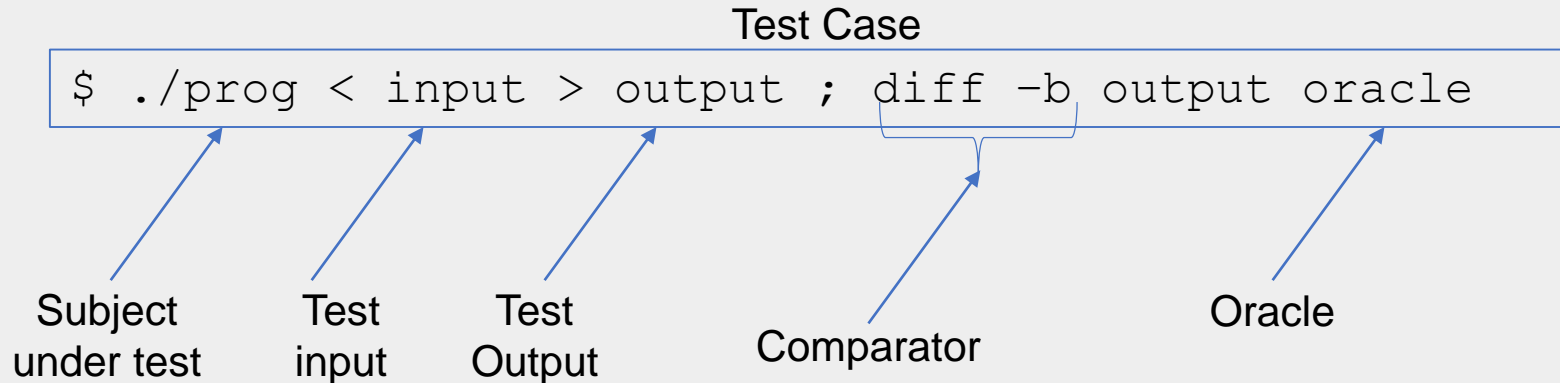 Test Case
$ ./prog < input > output ; diff –b output oracle
Subject
under test
Test
input
Test
Output
Comparator
Oracle